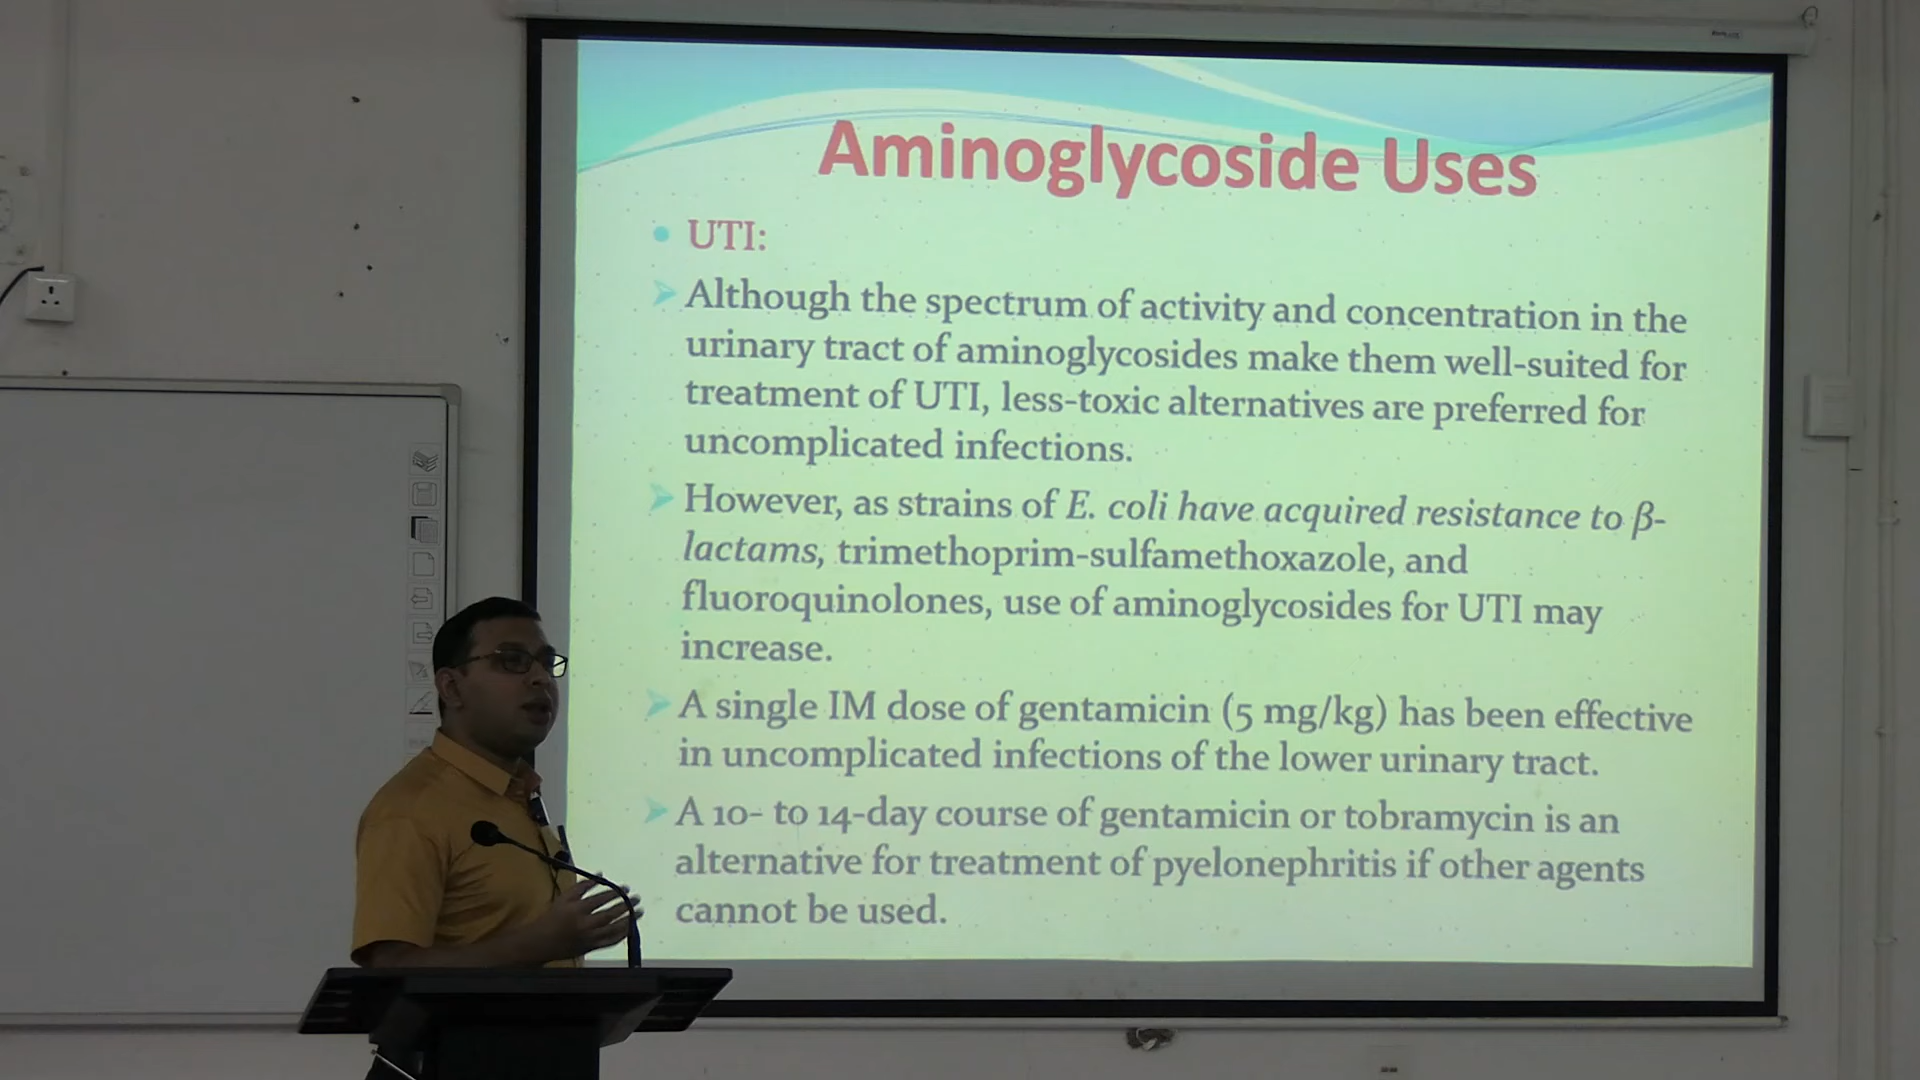 Aminoglycoside Uses
• UTI:
➢ Although the spectrum of activity and concentration in the
urinary tract of aminoglycosides make them well-suited for
treatment of UTI, less-toxic alternatives are preferred for
uncomplicated infections.
➢ However, as strains of E. coli have acquired resistance to β-
lactams, trimethoprim-sulfamethoxazole, and
fluoroquinolones, use of aminoglycosides for UTI may
increase.
➢ A single IM dose of gentamicin (5 mg/kg) has been effective
in uncomplicated infections of the lower urinary tract.
➢ A 10- to 14-day course of gentamicin or tobramycin is an
alternative for treatment of pyelonephritis if other agents
cannot be used.